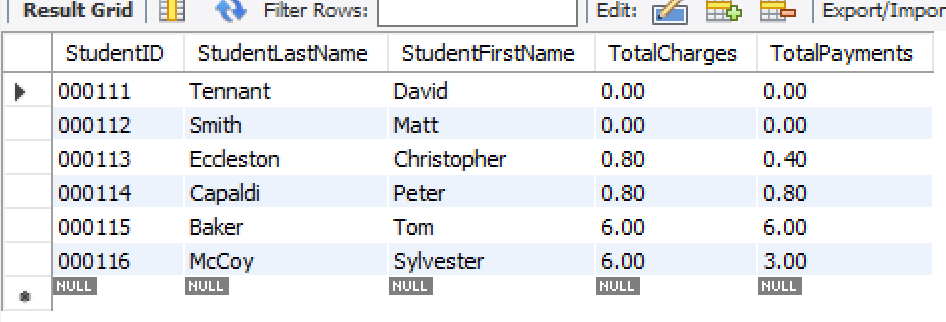 Result Grid Filter Rows: Edit: Export/Impor
StudentID StudentLastName StudentFirstName TotalCharges TotalPayments
000111 Tennant David 0.00 0.00
000112 Smith Matt 0.00 0.00
000113 Eccleston Christopher 0.80 0.40
000114 Capaldi Peter 0.80 0.80
000115 Baker Tom 6.00 6.00
000116 McCoy Sylvester 6.00 3.00
NULL NULL NULL NULL NULL